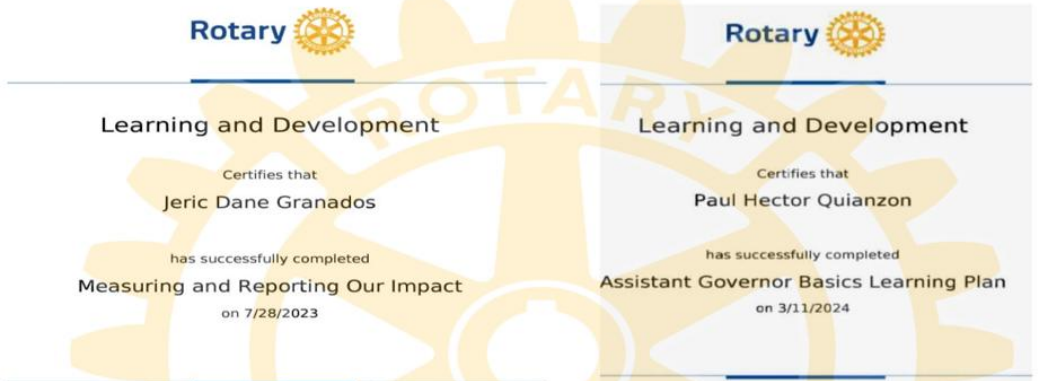 Rotary
Learning and Development
Certifies that
Jeric Dane Granados
has successfully completed
Measuring and Reporting Our Impact
on 7/28/2023
Rotary
Learning and Development
Certifies that
Paul Hector Quianzon
has successfully completed
Assistant Governor Basics Learning Plan
on 3/11/2024
ROTARY